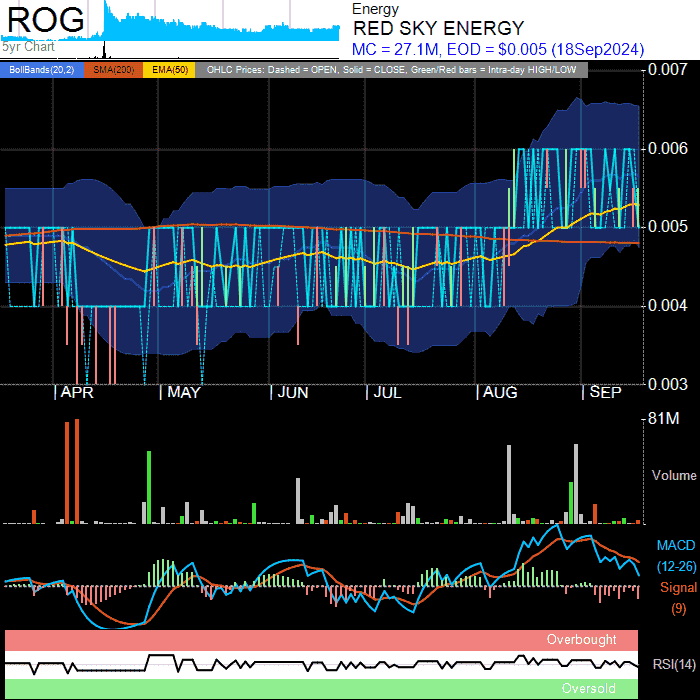 ROG
5yr Chart
Energy
RED SKY ENERGY
MC = 27.1M, EOD = $0.005 (18Sep2024)
BollBands(20,2) SMA(200) EMA(50) OHLC Prices: Dashed = OPEN, Solid = CLOSE, Green/Red bars = Intra-day HIGH/LOW
0.007
0.006
0.005
0.004
0.003
APR MAY JUN JUL AUG SEP
81M
Volume
MACD
(12-26)
Signal
(9)
Overbought
RSI(14)
Oversold